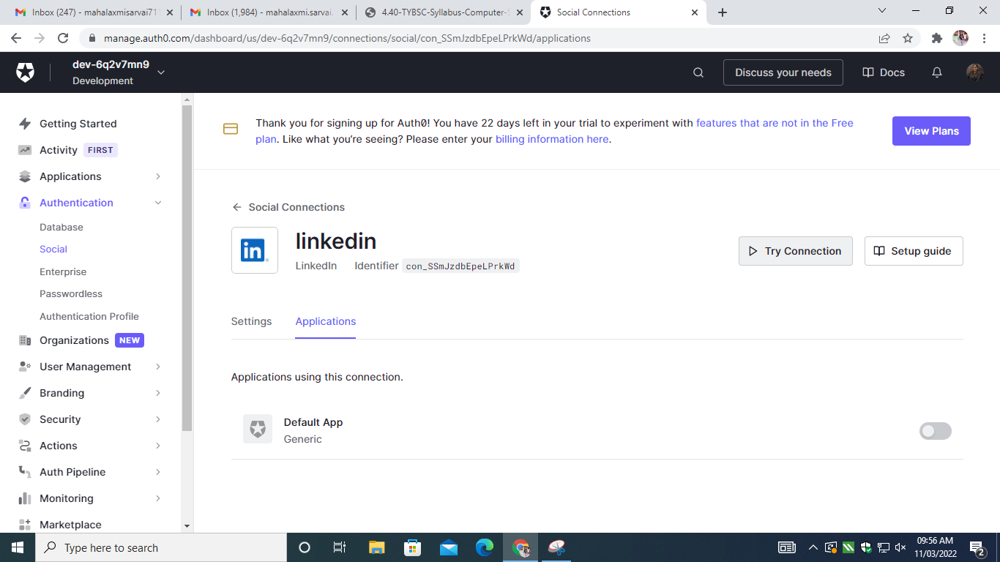 Inbox (247) - mahalaxmisarvai71
Inbox (1,984) - mahalaxmi.sarvai.
4.40-TYBSC-Syllabus-Computer-S
Social Connections
manage.auth0.com/dashboard/us/dev-6q2v7mn9/connections/social/con_SSmJzdbEpeLPrkWd/applications
dev-6q2v7mn9
Development
Discuss your needs
Docs
Getting Started
Activity FIRST
Applications
Authentication
Database
Social
Enterprise
Passwordless
Authentication Profile
Organizations NEW
User Management
Branding
Security
Actions
Auth Pipeline
Monitoring
Marketplace
Thank you for signing up for Auth0! You have 22 days left in your trial to experiment with features that are not in the Free
plan. Like what you're seeing? Please enter your billing information here.
View Plans
Social Connections
in
linkedin
LinkedIn Identifier con_SSmJzdbEpeLPrkWd
Try Connection
Setup guide
Settings Applications
Applications using this connection.
Default App
Generic
Type here to search
09:56 AM
11/03/2022
2